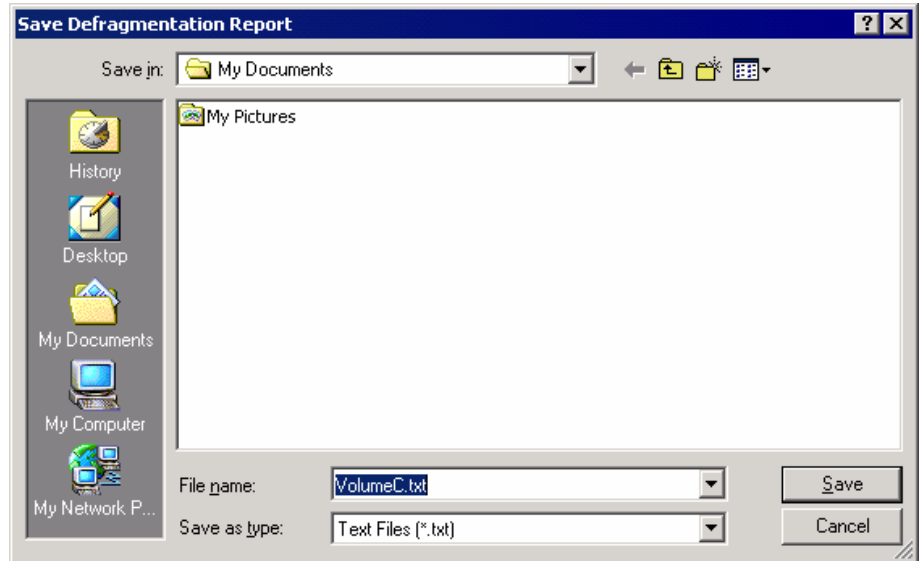 Save Defragmentation Report
Save in: My Documents
My Pictures
History
Desktop
My Documents
My Computer
My Network P...
File name: VolumeC.txt
Save
Save as type: Text Files (*.txt)
Cancel